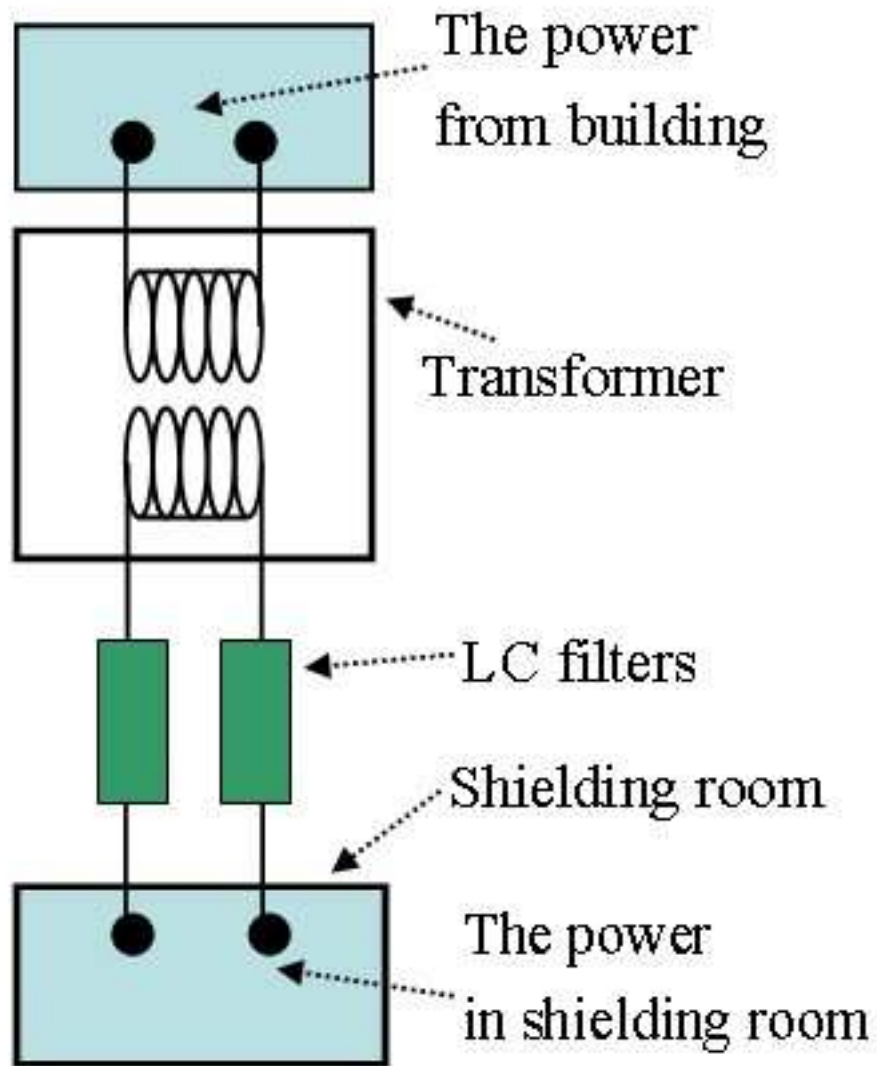 The power
from building
Transformer
LC filters
Shielding room
The power
in shielding room